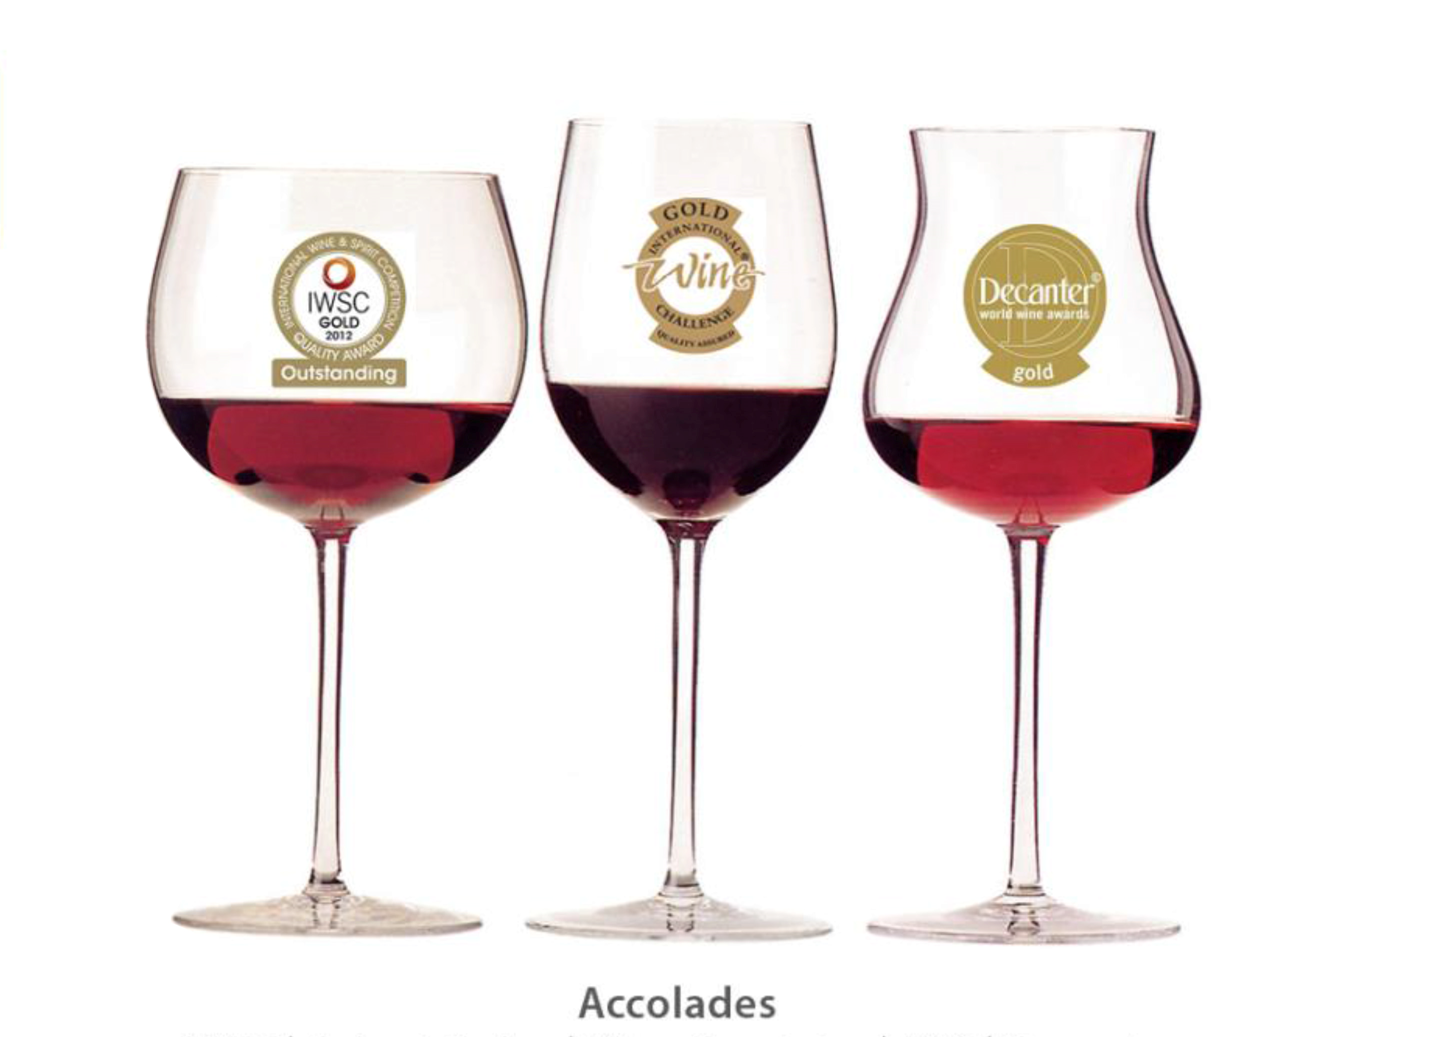 INTERNATIONAL WINE & SPIRIT COMPETITION
IWSC
GOLD
2012
QUALITY AWARD
Outstanding
GOLD
INTERNATIONAL®
Wine
CHALLENGE
QUALITY ASSURED
D
Decanter®
world wine awards
gold
Accolades